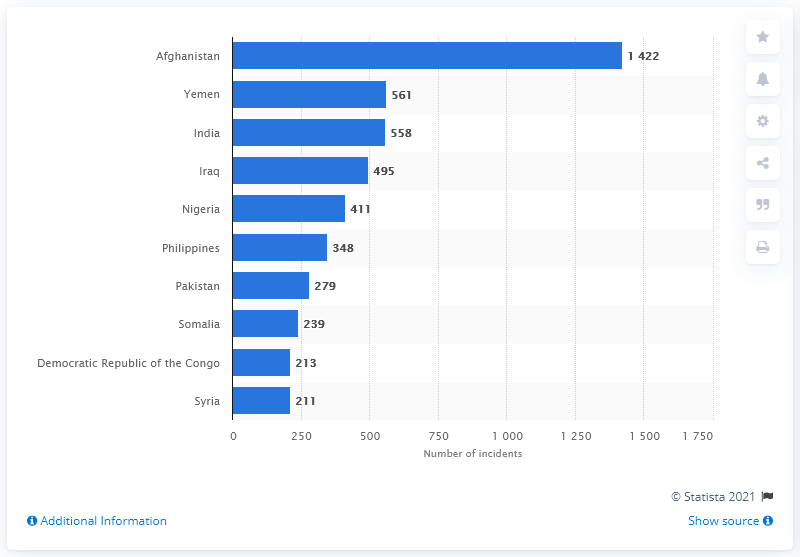 Afghanistan 1 422
Yemen 561
India 558
Iraq 495
Nigeria 411
Philippines 348
Pakistan 279
Somalia 239
Democratic Republic of the Congo 213
Syria 211
0 250 500 750 1 000 1 250 1 500 1 750
Number of incidents
© Statista 2021
Additional Information Show source